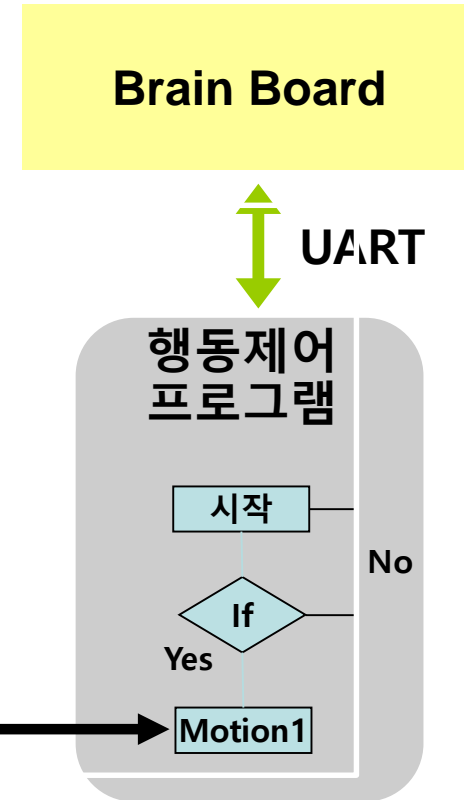 Brain Board
UART
행동제어
프로그램
시작
No
If
Yes
Motion1